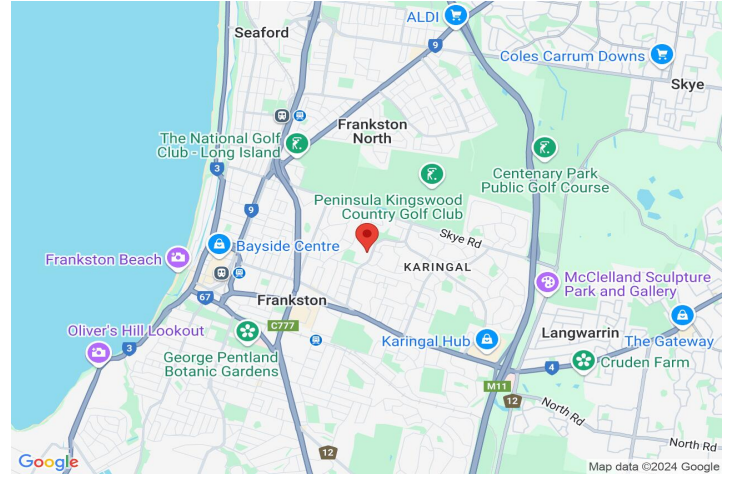 ALDI
Seaford
9
Coles Carrum Downs
Skye
Frankston
North
The National Golf
Club - Long Island
3
Centenary Park
Public Golf Course
Peninsula Kingswood
Country Golf Club
9
Skye Rd
Bayside Centre
Frankston Beach
KARINGAL
McClelland Sculpture
Park and Gallery
67
Frankston
C777
Oliver's Hill Lookout
3
George Pentland
Botanic Gardens
Karingal Hub
Langwarrin
The Gateway
4
Cruden Farm
M11
12
North Rd
North Rd
12
Google
Map data ©2024 Google